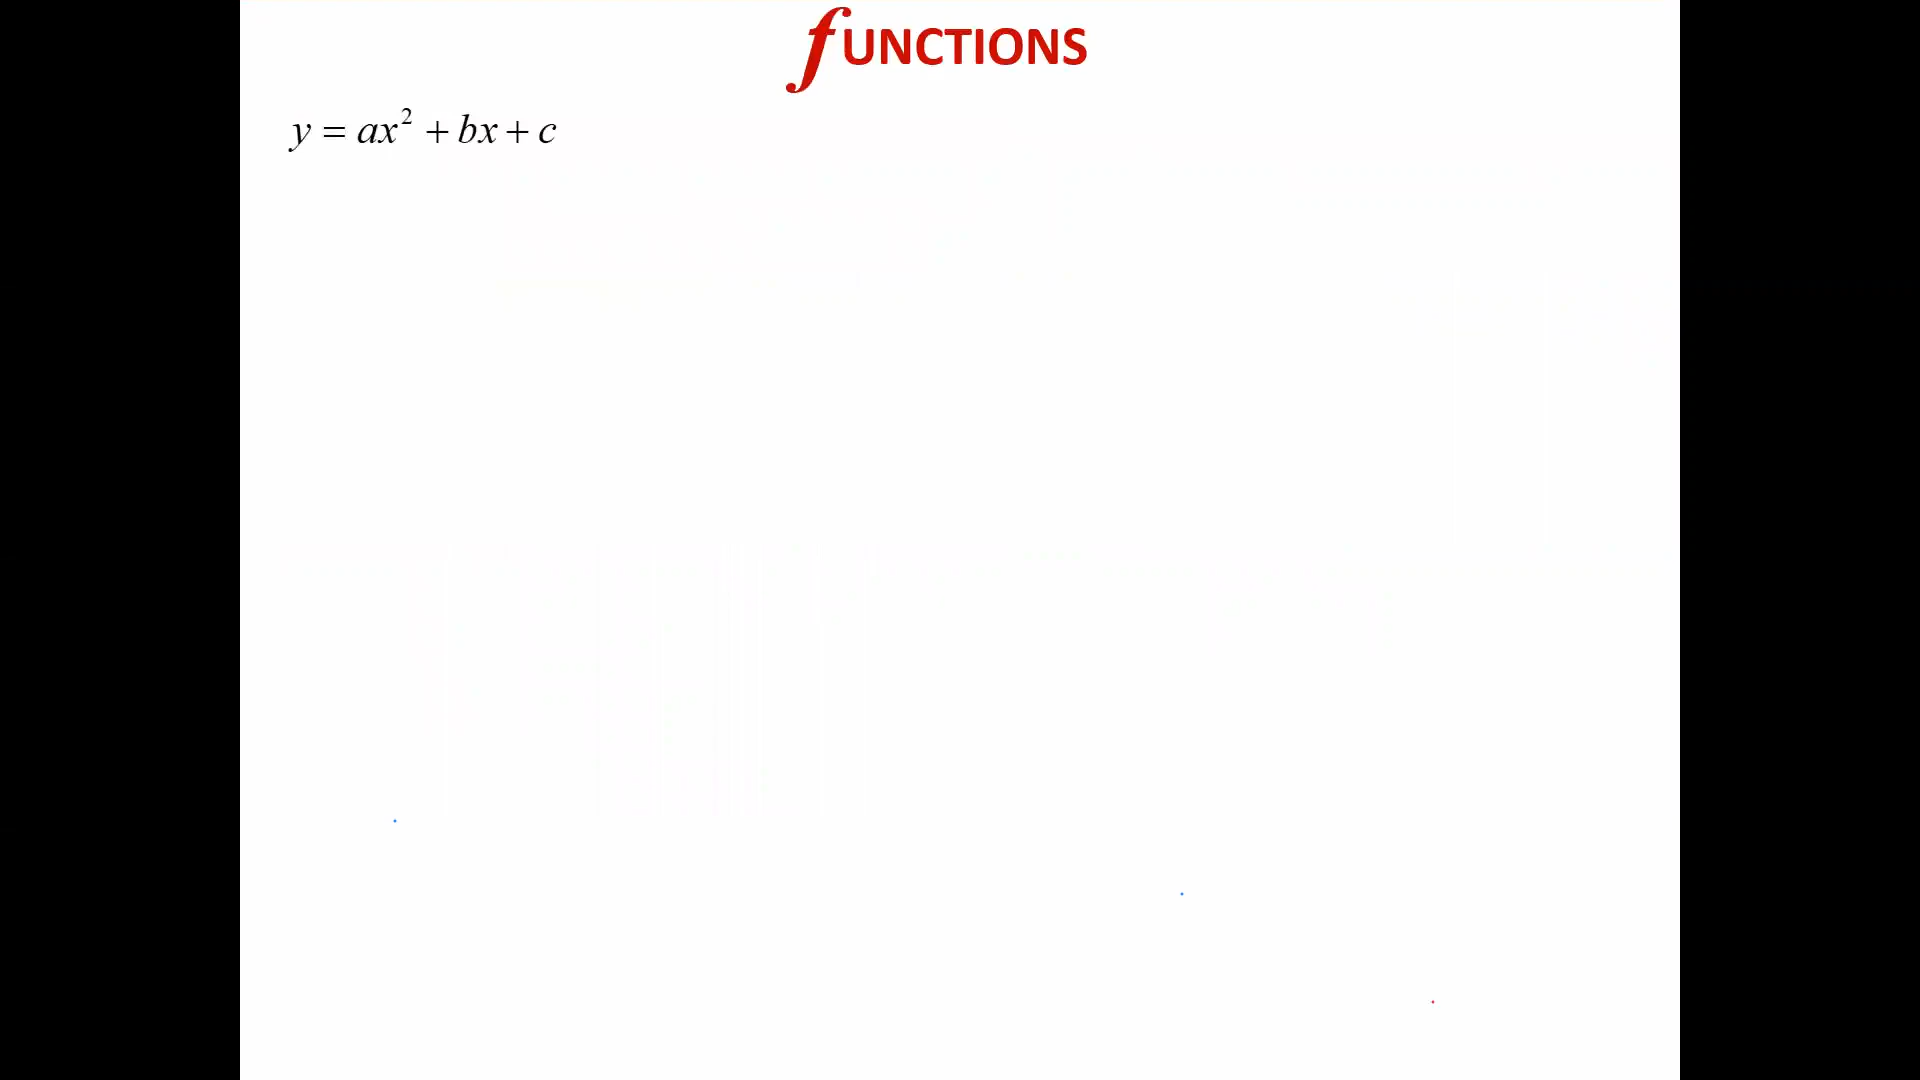 fUNCTIONS
y = ax² + bx + c